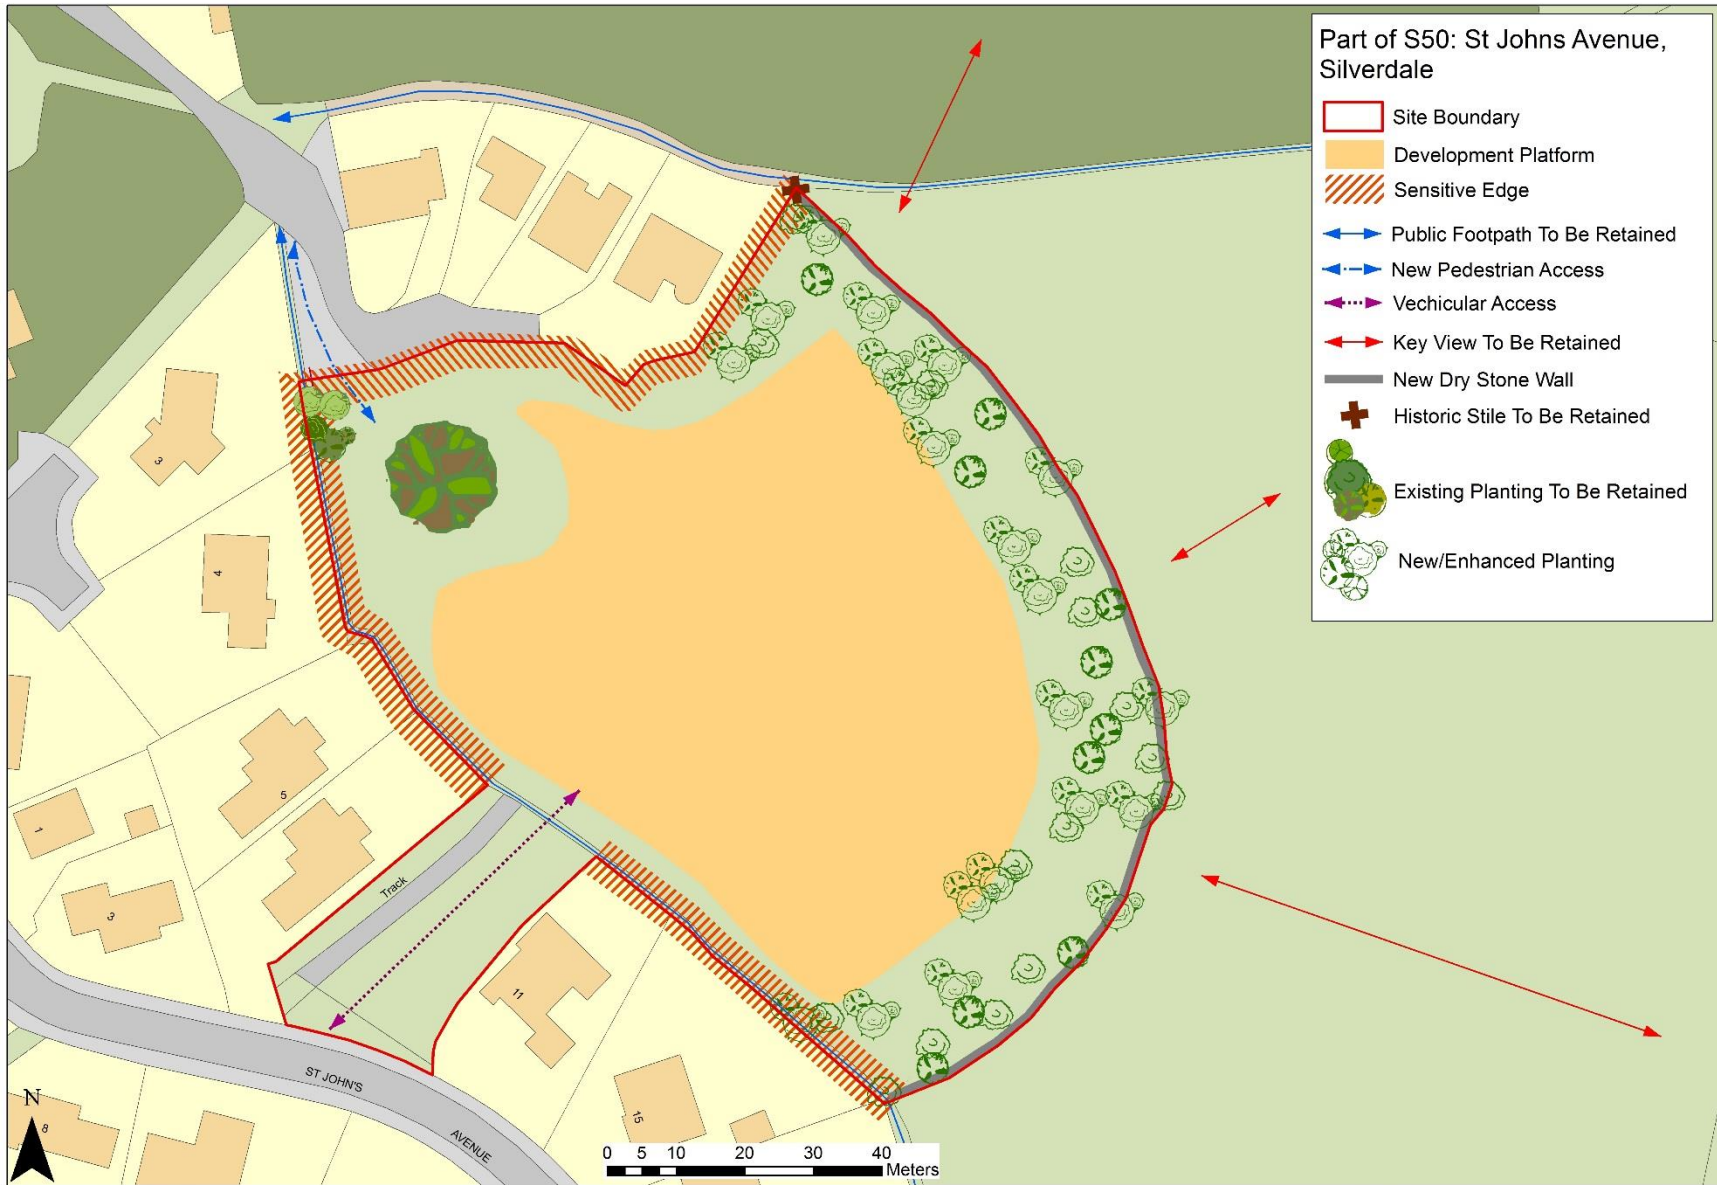 Part of S50: St Johns Avenue,
Silverdale
Site Boundary
Development Platform
Sensitive Edge
Public Footpath To Be Retained
New Pedestrian Access
Vechicular Access
Key View To Be Retained
New Dry Stone Wall
Historic Stile To Be Retained
Existing Planting To Be Retained
New/Enhanced Planting
3
4
5
1
3
Track
11
ST JOHN'S
AVENUE
15
8
N
0 5 10 20 30 40
Meters